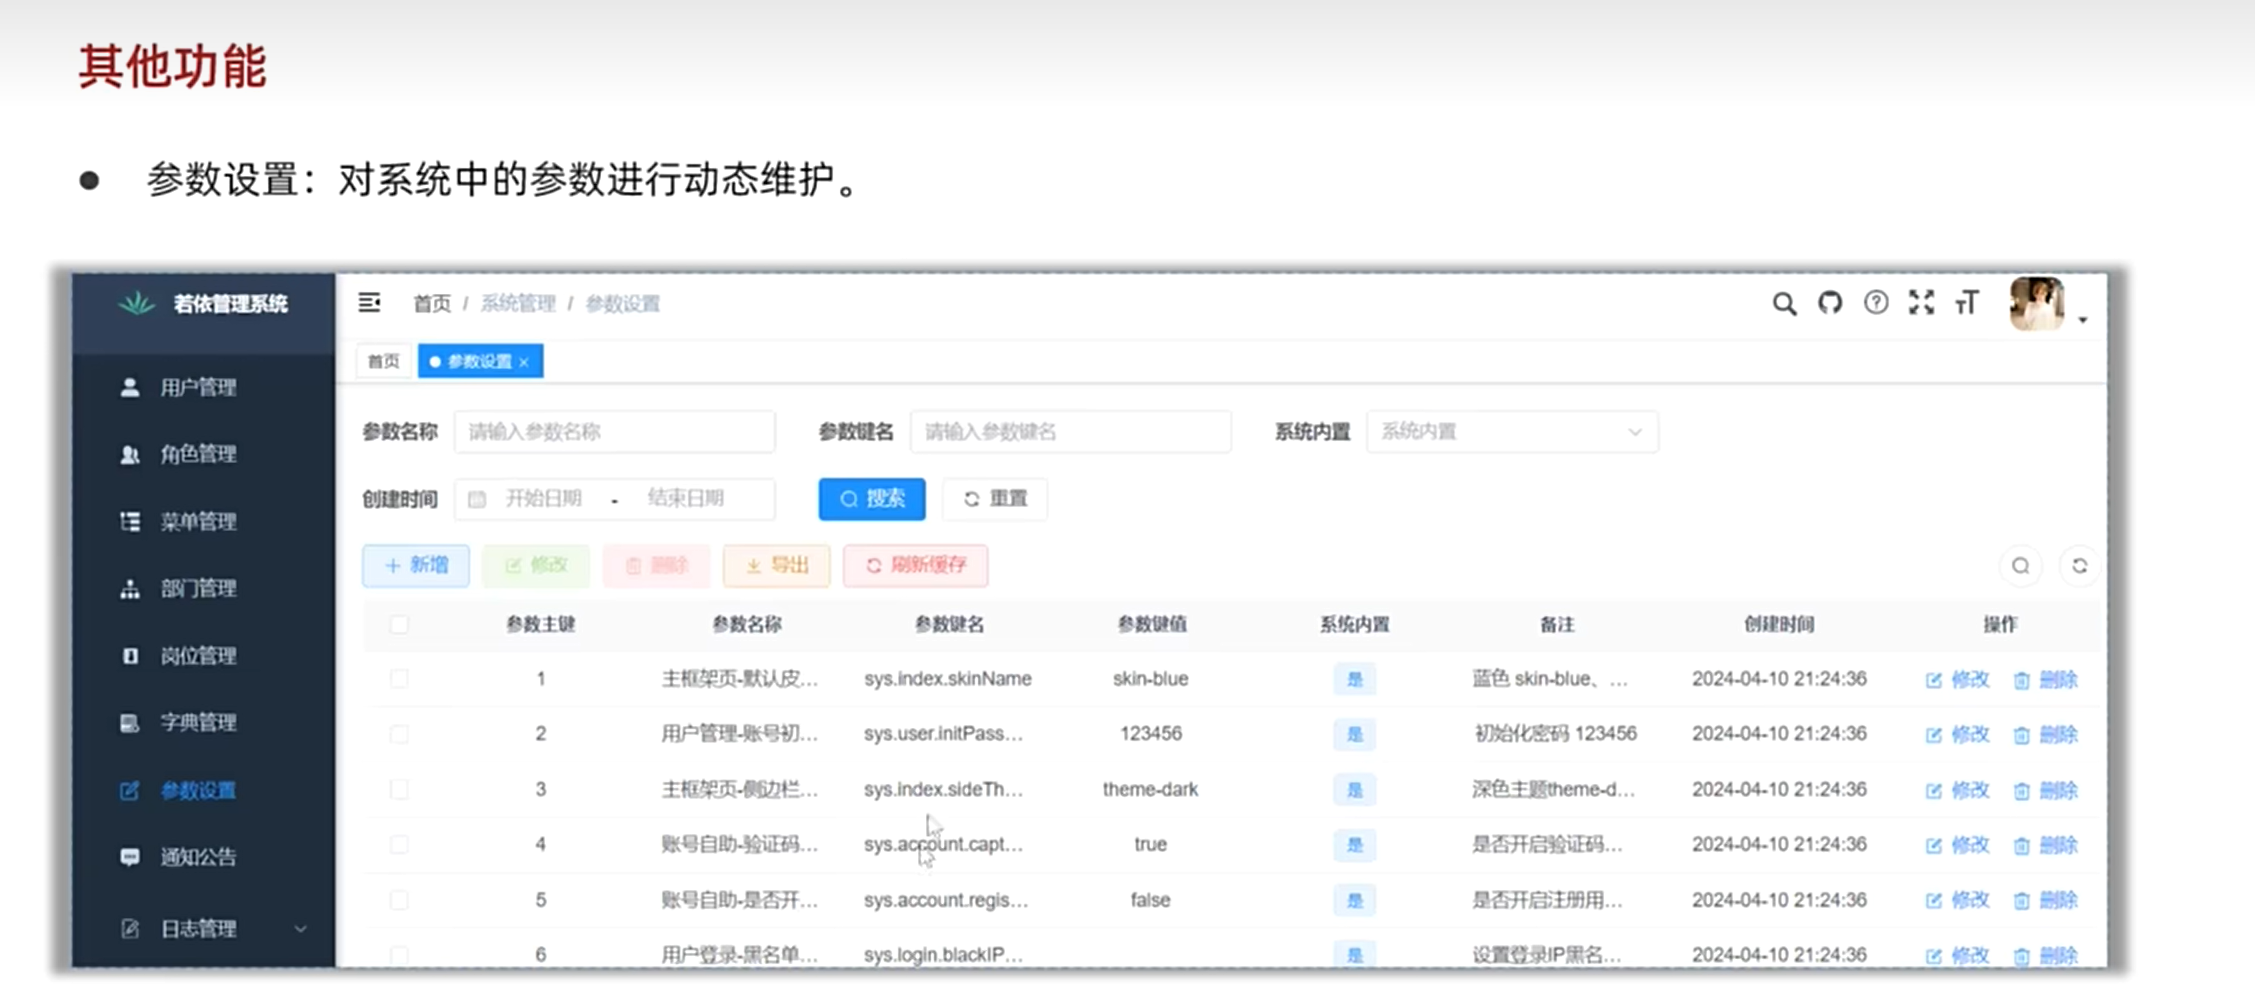 其他功能
● 参数设置：对系统中的参数进行动态维护。
若依管理系统
首页 / 系统管理 / 参数设置
首页 参数设置 ×
用户管理
角色管理
菜单管理
部门管理
岗位管理
字典管理
参数设置
通知公告
日志管理
参数名称 请输入参数名称 参数键名 请输入参数键名 系统内置 系统内置
创建时间 开始日期 - 结束日期 搜索 重置
+ 新增 修改 删除 导出 刷新缓存
参数主键 参数名称 参数键名 参数键值 系统内置 备注 创建时间 操作
1 主框架页-默认皮... sys.index.skinName skin-blue 是 蓝色 skin-blue、... 2024-04-10 21:24:36 修改 删除
2 用户管理-账号初... sys.user.initPass... 123456 是 初始化密码 123456 2024-04-10 21:24:36 修改 删除
3 主框架页-侧边栏... sys.index.sideTh... theme-dark 是 深色主题theme-d... 2024-04-10 21:24:36 修改 删除
4 账号自助-验证码... sys.account.capt... true 是 是否开启验证码... 2024-04-10 21:24:36 修改 删除
5 账号自助-是否开... sys.account.regis... false 是 是否开启注册用... 2024-04-10 21:24:36 修改 删除
6 用户登录-黑名单... sys.login.blackIP... 是 设置登录IP黑名... 2024-04-10 21:24:36 修改 删除